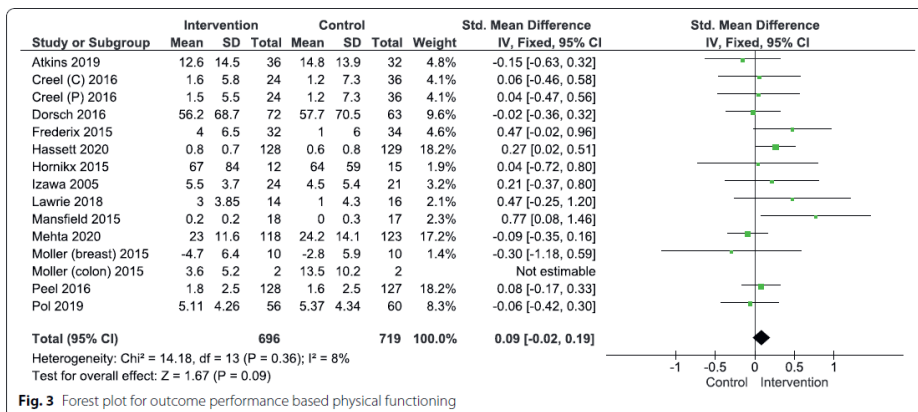 Intervention Control Std. Mean Difference Std. Mean Difference
Study or Subgroup Mean SD Total Mean SD Total Weight IV, Fixed, 95% CI IV, Fixed, 95% CI
Atkins 2019 12.6 14.5 36 14.8 13.9 32 4.8% -0.15 [-0.63, 0.32]
Creel (C) 2016 1.6 5.8 24 1.2 7.3 36 4.1% 0.06 [-0.46, 0.58]
Creel (P) 2016 1.5 5.5 24 1.2 7.3 36 4.1% 0.04 [-0.47, 0.56]
Dorsch 2016 56.2 68.7 72 57.7 70.5 63 9.6% -0.02 [-0.36, 0.32]
Frederix 2015 4 6.5 32 1 6 34 4.6% 0.47 [-0.02, 0.96]
Hassett 2020 0.8 0.7 128 0.6 0.8 129 18.2% 0.27 [0.02, 0.51]
Hornikx 2015 67 84 12 64 59 15 1.9% 0.04 [-0.72, 0.80]
Izawa 2005 5.5 3.7 24 4.5 5.4 21 3.2% 0.21 [-0.37, 0.80]
Lawrie 2018 3 3.85 14 1 4.3 16 2.1% 0.47 [-0.25, 1.20]
Mansfield 2015 0.2 0.2 18 0 0.3 17 2.3% 0.77 [0.08, 1.46]
Mehta 2020 23 11.6 118 24.2 14.1 123 17.2% -0.09 [-0.35, 0.16]
Moller (breast) 2015 -4.7 6.4 10 -2.8 5.9 10 1.4% -0.30 [-1.18, 0.59]
Moller (colon) 2015 3.6 5.2 2 13.5 10.2 2 Not estimable
Peel 2016 1.8 2.5 128 1.6 2.5 127 18.2% 0.08 [-0.17, 0.33]
Pol 2019 5.11 4.26 56 5.37 4.34 60 8.3% -0.06 [-0.42, 0.30]
Total (95% CI) 696 719 100.0% 0.09 [-0.02, 0.19]
Heterogeneity: Chi² = 14.18, df = 13 (P = 0.36); I² = 8%
Test for overall effect: Z = 1.67 (P = 0.09)
-1 -0.5 0 0.5 1
Control Intervention
Fig. 3 Forest plot for outcome performance based physical functioning